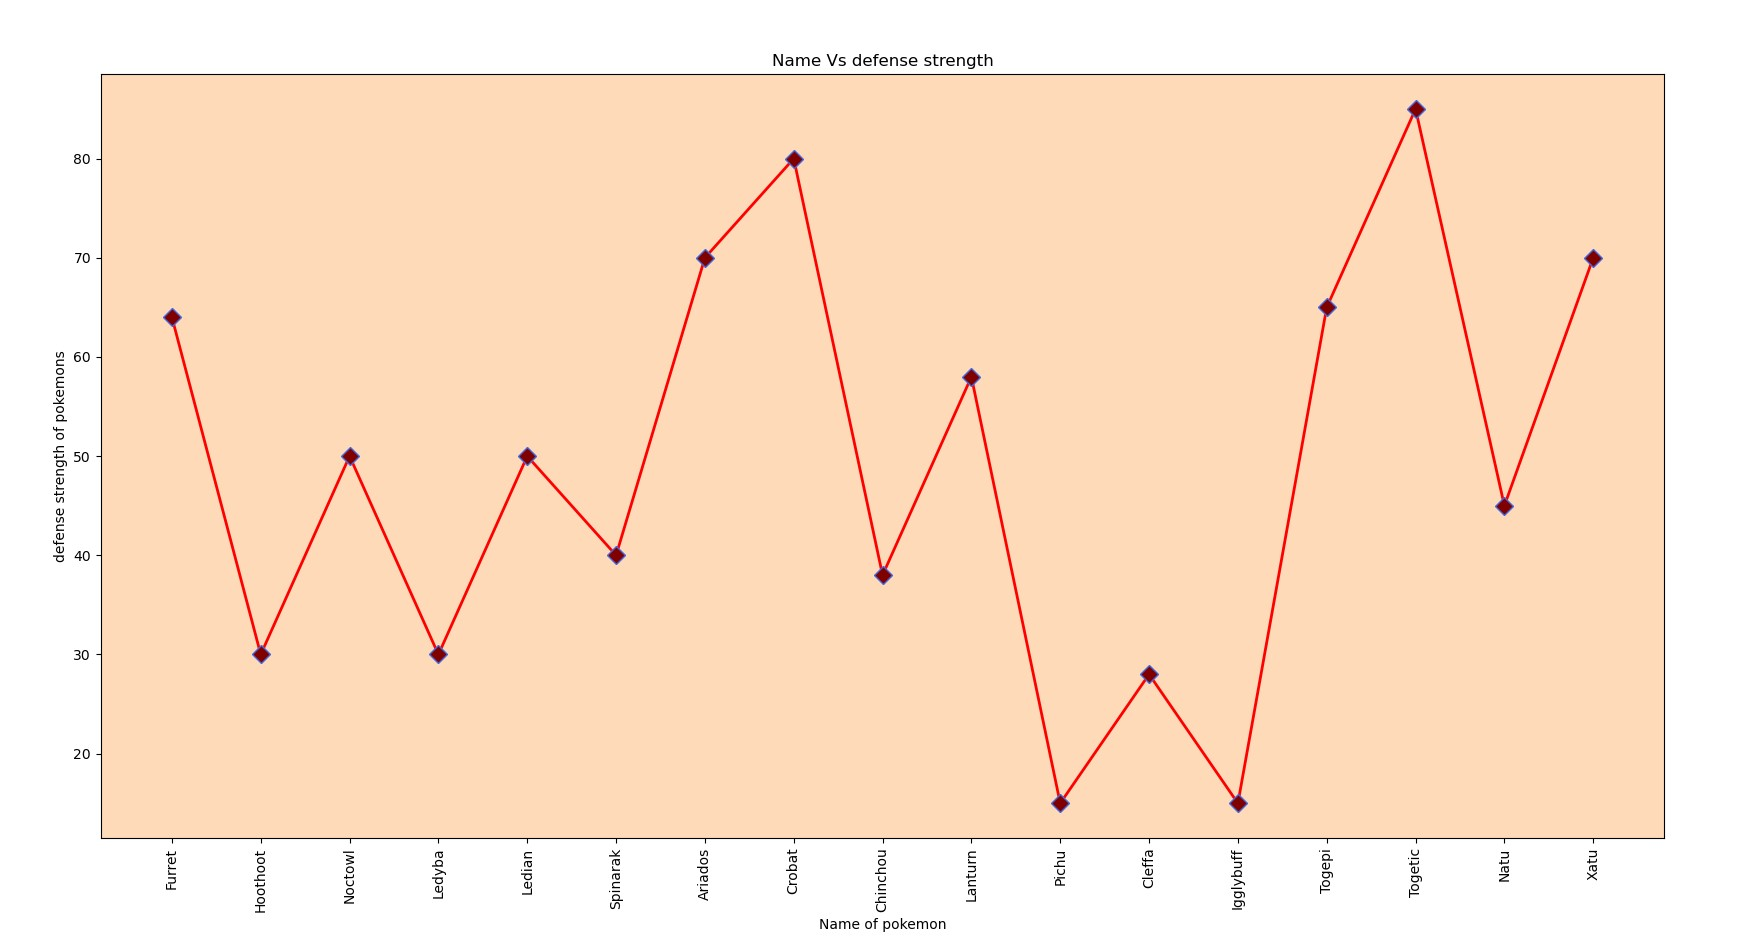 Name Vs defense strength
defense strength of pokemons
80
70
60
50
40
30
20
Furret
Hoothoot
Noctowl
Ledyba
Ledian
Spinarak
Ariados
Crobat
Chinchou
Lanturn
Pichu
Cleffa
Igglybuff
Togepi
Togetic
Natu
Xatu
Name of pokemon